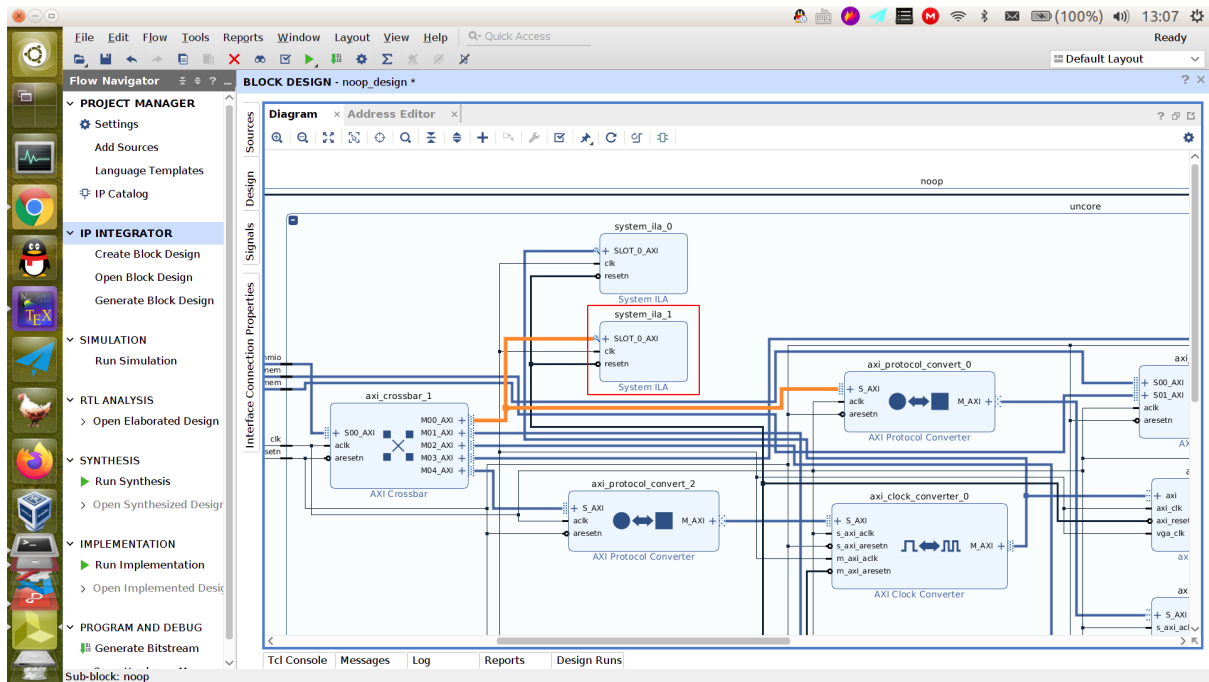 (100%) 13:07
File Edit Flow Tools Reports Window Layout View Help Quick Access Ready
Default Layout
Flow Navigator
PROJECT MANAGER
Settings
Add Sources
Language Templates
IP Catalog
IP INTEGRATOR
Create Block Design
Open Block Design
Generate Block Design
SIMULATION
Run Simulation
RTL ANALYSIS
Open Elaborated Design
SYNTHESIS
Run Synthesis
Open Synthesized Design
IMPLEMENTATION
Run Implementation
Open Implemented Desig
PROGRAM AND DEBUG
Generate Bitstream
BLOCK DESIGN - noop_design *
Sources
Design
Signals
Interface Connection Properties
Diagram × Address Editor ×
noop
uncore
system_ila_0
SLOT_0_AXI
clk
resetn
System ILA
system_ila_1
SLOT_0_AXI
clk
resetn
System ILA
mmio
mem
mem
clk
setn
axi_crossbar_1
S00_AXI
aclk
aresetn
M00_AXI
M01_AXI
M02_AXI
M03_AXI
M04_AXI
AXI Crossbar
axi_protocol_convert_0
S_AXI
aclk
aresetn
M_AXI
AXI Protocol Converter
axi_protocol_convert_2
S_AXI
aclk
aresetn
M_AXI
AXI Protocol Converter
axi_clock_converter_0
S_AXI
s_axi_aclk
s_axi_aresetn
m_axi_aclk
m_axi_aresetn
M_AXI
AXI Clock Converter
axi_
S00_AXI
S01_AXI
aclk
aresetn
AX
a
axi
axi_clk
axi_reset
vga_clk
ax
ax
S_AXI
s_axi_acl
Tcl Console Messages Log Reports Design Runs
Sub-block: noop